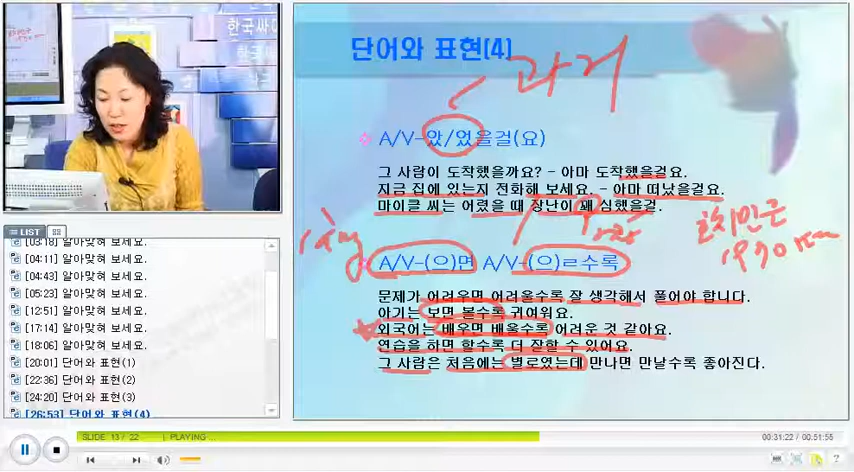 한국싸이
단어와 표현[4]
과거
A/V-았/었을걸(요)
그 사람이 도착했을까요? - 아마 도착했을걸요.
지금 집에 있는지 전화해 보세요. - 아마 떠났을걸요.
마이클 씨는 어렸을 때 장난이 꽤 심했을걸.
A/V-(으)면 A/V-(으)ㄹ수록
문제가 어려우면 어려울수록 잘 생각해서 풀어야 합니다.
아기는 보면 볼수록 귀여워요.
외국어는 배우면 배울수록 어려운 것 같아요.
연습을 하면 할수록 더 잘할 수 있어요.
그 사람은 처음에는 별로였는데 만나면 만날수록 좋아진다.
LIST
[03:18] 알아맞혀 보세요.
[04:11] 알아맞혀 보세요.
[04:43] 알아맞혀 보세요.
[05:23] 알아맞혀 보세요.
[12:51] 알아맞혀 보세요.
[17:14] 알아맞혀 보세요.
[18:06] 알아맞혀 보세요.
[20:01] 단어와 표현(1)
[22:36] 단어와 표현(2)
[24:20] 단어와 표현(3)
[26:53] 단어와 표현(4)
SLIDE 13 / 22 | PLAYING ...
00:31:22 / 00:51:55